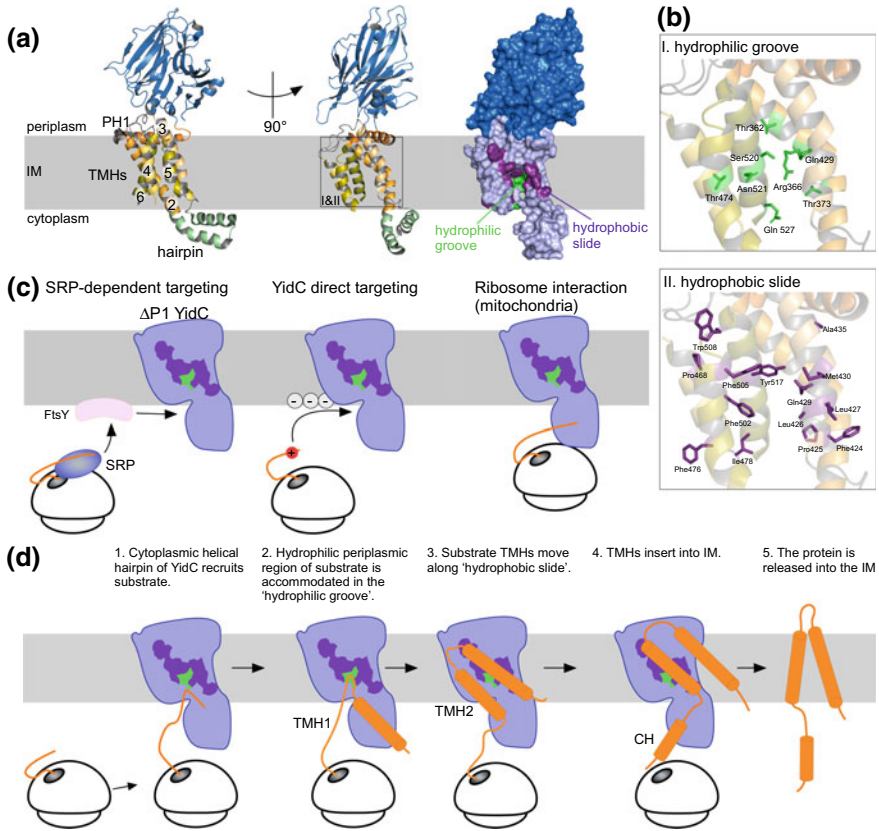 (a)
periplasm
PH1
3
IM
TMHs
4
5
6
2
cytoplasm
hairpin
90°
I&II
hydrophilic
groove
hydrophobic
slide
(b)
I. hydrophilic groove
Thr362
Ser520
Gln429
Asn521
Arg366
Thr474
Thr373
Gln 527
II. hydrophobic slide
Trp508
Ala435
Pro468
Phe505
Tyr517
Met430
Gln429
Phe502
Leu427
Leu426
Phe476
Ile478
Pro425
Phe424
(c)
SRP-dependent targeting
ΔP1 YidC
FtsY
SRP
YidC direct targeting
- - -
+
Ribosome interaction
(mitochondria)
(d)
1. Cytoplasmic helical
hairpin of YidC recruits
substrate.
2. Hydrophilic periplasmic
region of substrate is
accommodated in the
'hydrophilic groove'.
3. Substrate TMHs move
along 'hydrophobic slide'.
4. TMHs insert into IM.
5. The protein is
released into the IM
TMH1
TMH2
CH